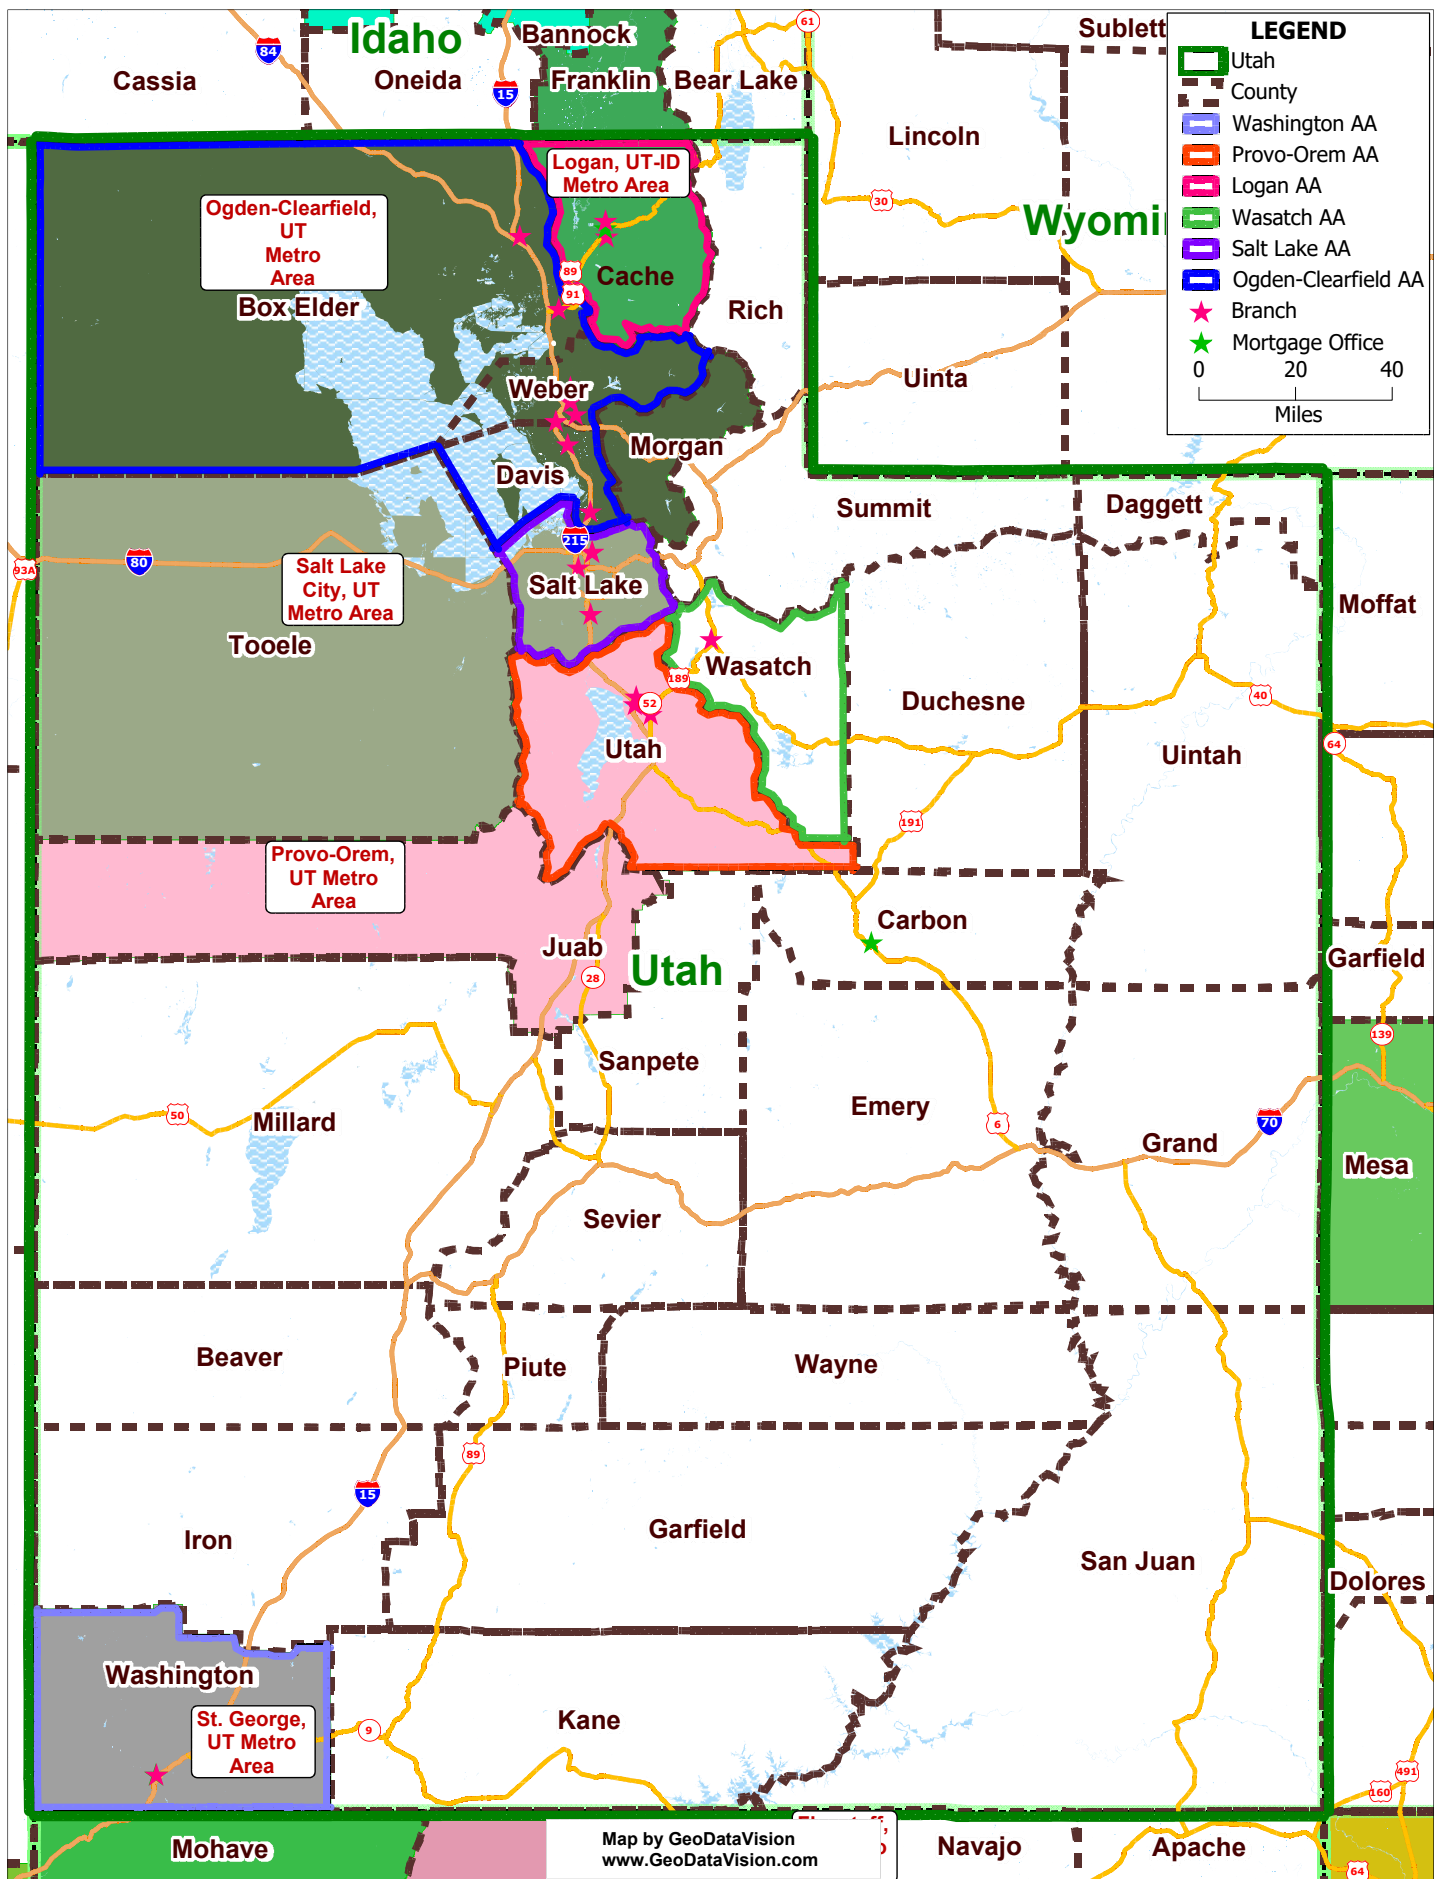 Idaho
Bannock
Sublett
61
84
Cassia
Oneida
15
Franklin
Bear Lake
LEGEND
Utah
County
Washington AA
Provo-Orem AA
Logan AA
Wasatch AA
Salt Lake AA
Ogden-Clearfield AA
Branch
Mortgage Office
0 20 40
Miles
Lincoln
Logan, UT-ID
Metro Area
30
Wyomi
Ogden-Clearfield,
UT
Metro
Area
Box Elder
89
91
Cache
Rich
Uinta
Weber
Morgan
Davis
Summit
Daggett
215
80
93A
Salt Lake
City, UT
Metro Area
Salt Lake
Moffat
Tooele
Wasatch
189
52
Duchesne
40
Utah
64
Uintah
191
Provo-Orem,
UT Metro
Area
Carbon
Juab
Utah
28
Garfield
139
Sanpete
Millard
50
Emery
6
70
Grand
Mesa
Sevier
Beaver
Piute
Wayne
89
15
Iron
Garfield
San Juan
Dolores
Washington
St. George,
UT Metro
Area
9
Kane
491
160
Mohave
Map by GeoDataVision
www.GeoDataVision.com
Navajo
Apache
64